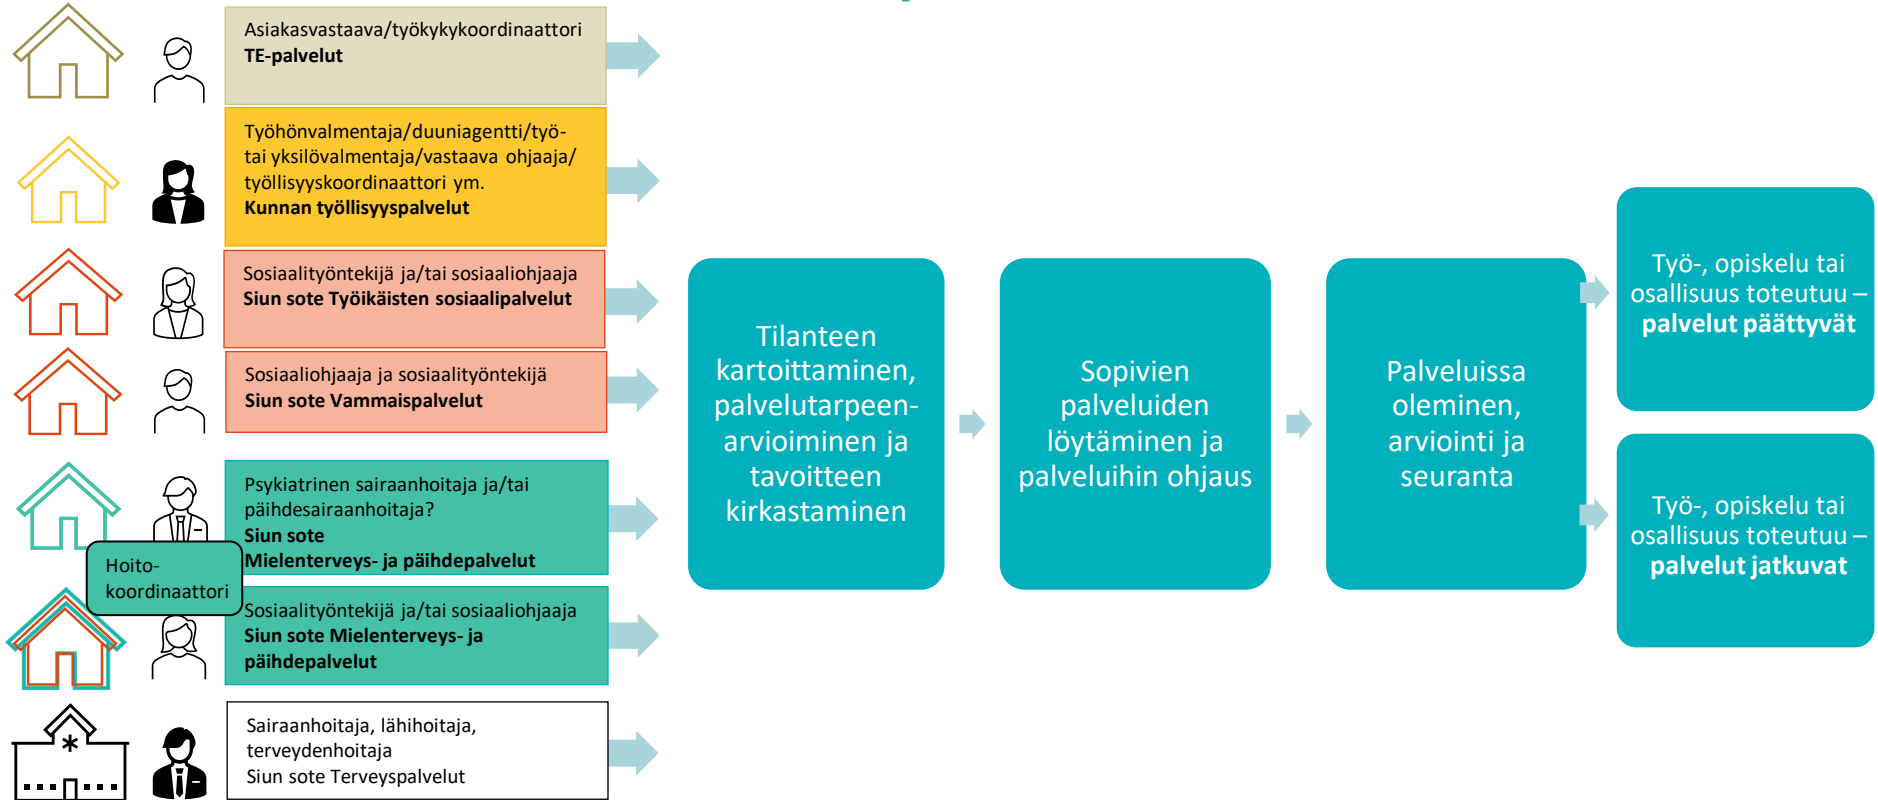 Asiakasvastaava/työkykykoordinaattori
TE-palvelut
Työhönvalmentaja/duuniagentti/työ-
tai yksilövalmentaja/vastaava ohjaaja/
työllisyyskoordinaattori ym.
Kunnan työllisyyspalvelut
Sosiaalityöntekijä ja/tai sosiaaliohjaaja
Siun sote Työikäisten sosiaalipalvelut
Sosiaaliohjaaja ja sosiaalityöntekijä
Siun sote Vammaispalvelut
Psykiatrinen sairaanhoitaja ja/tai
päihdesairaanhoitaja?
Siun sote
Mielenterveys- ja päihdepalvelut
Hoito-
koordinaattori
Sosiaalityöntekijä ja/tai sosiaaliohjaaja
Siun sote Mielenterveys- ja
päihdepalvelut
Sairaanhoitaja, lähihoitaja,
terveydenhoitaja
Siun sote Terveyspalvelut
Tilanteen
kartoittaminen,
palvelutarpeen-
arvioiminen ja
tavoitteen
kirkastaminen
Sopivien
palveluiden
löytäminen ja
palveluihin ohjaus
Palveluissa
oleminen,
arviointi ja
seuranta
Työ-, opiskelu tai
osallisuus toteutuu –
palvelut päättyvät
Työ-, opiskelu tai
osallisuus toteutuu –
palvelut jatkuvat